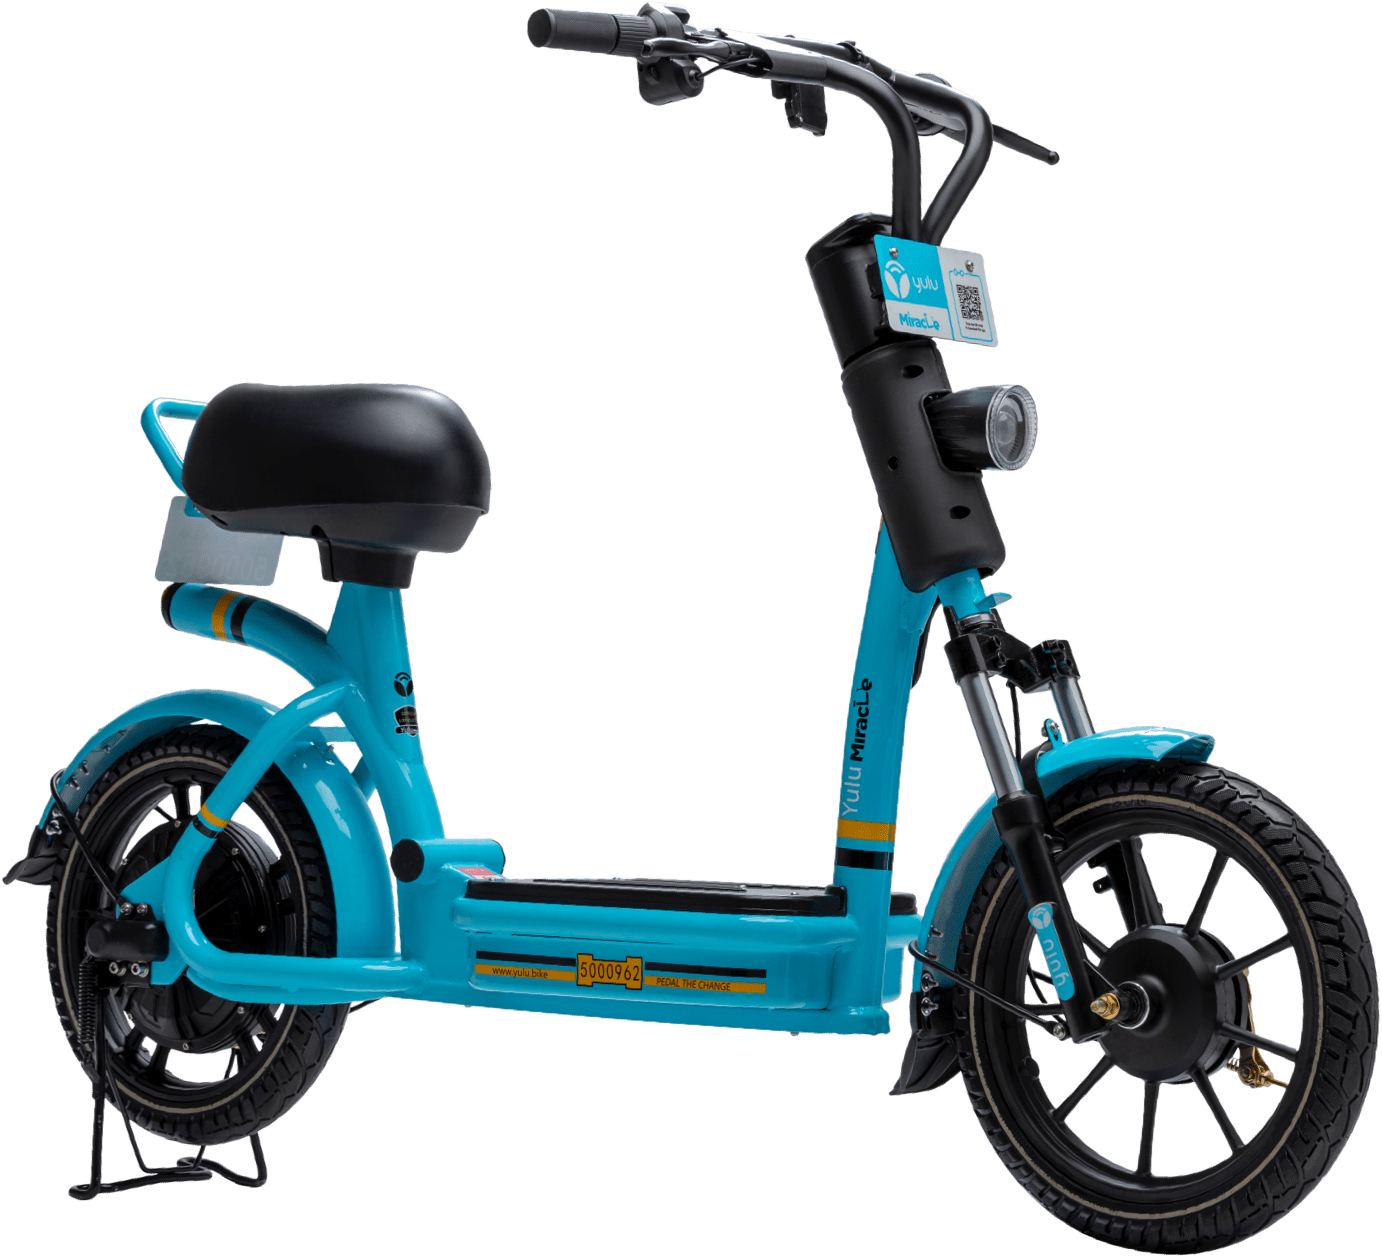 yulu
Miracle
Yulu Miracle
www.yulu.bike
5000962
PEDAL THE CHANGE
yulu